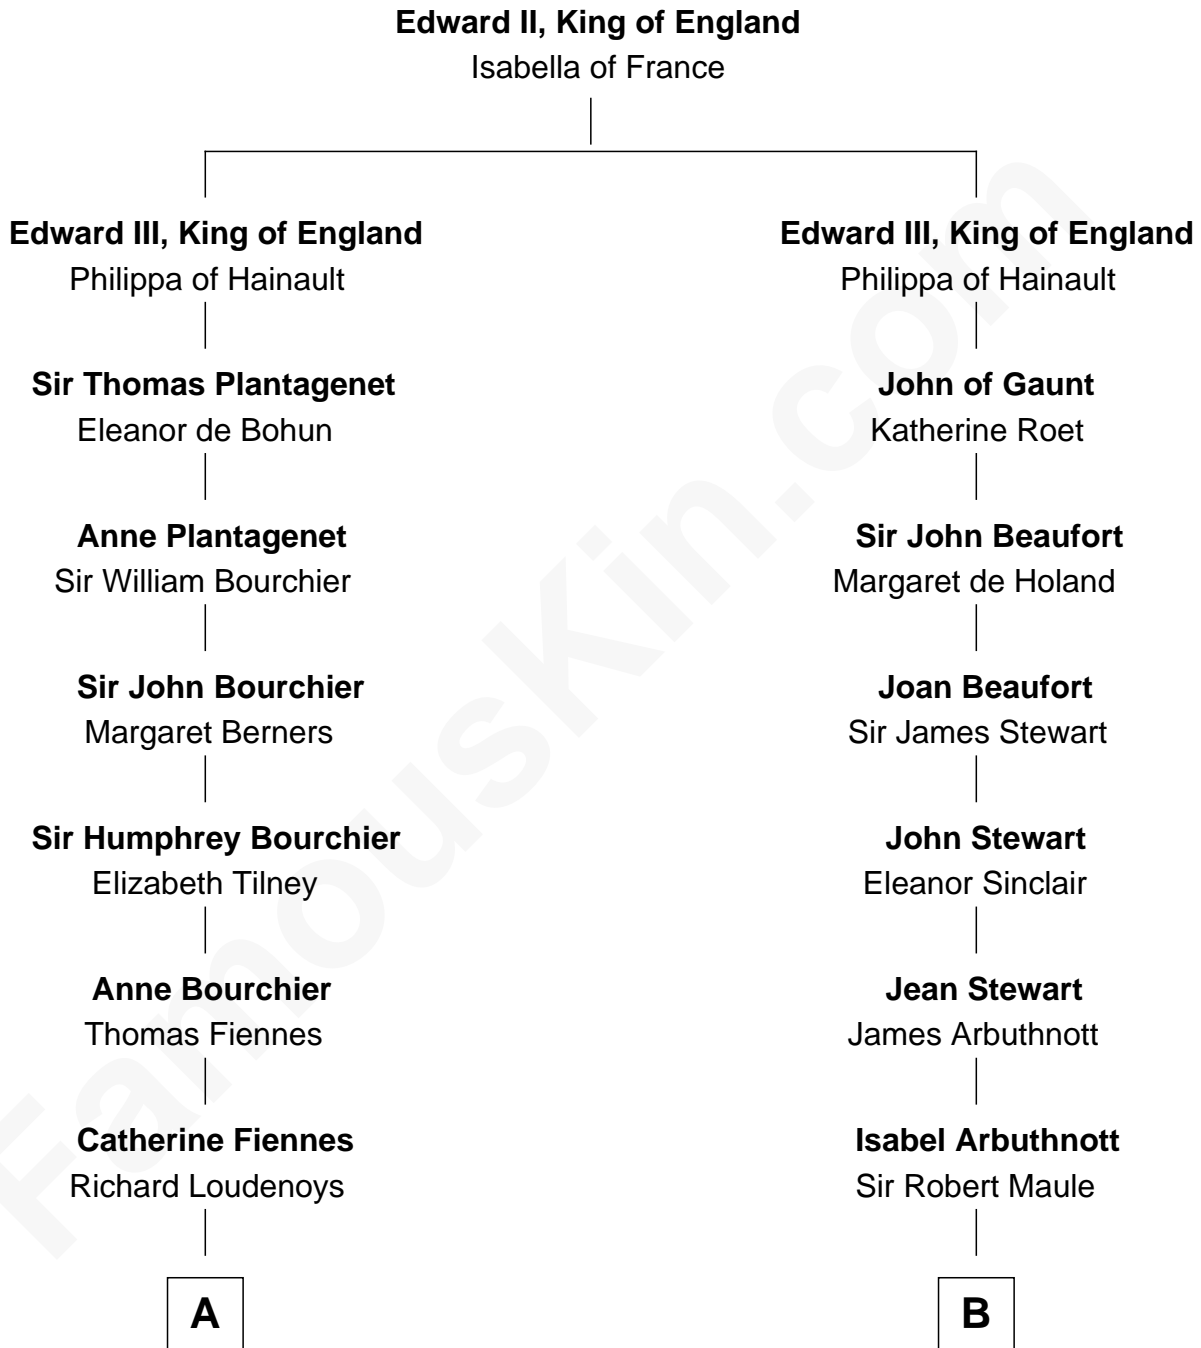 Edward II, King of England
Isabella of France
Edward III, King of England
Philippa of Hainault
Sir Thomas Plantagenet
Eleanor de Bohun
Anne Plantagenet
Sir William Bourchier
Sir John Bourchier
Margaret Berners
Sir Humphrey Bourchier
Elizabeth Tilney
Anne Bourchier
Thomas Fiennes
Catherine Fiennes
Richard Loudenoys
A
Edward III, King of England
Philippa of Hainault
John of Gaunt
Katherine Roet
Sir John Beaufort
Margaret de Holand
Joan Beaufort
Sir James Stewart
John Stewart
Eleanor Sinclair
Jean Stewart
James Arbuthnott
Isabel Arbuthnott
Sir Robert Maule
B
FamousKin.com